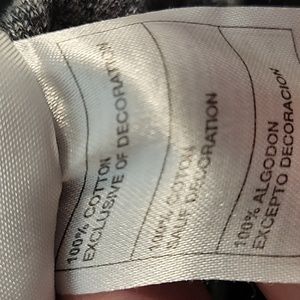 100% COTTON
EXCLUSIVE OF DECORATION
100% COTON
SAUF DECORATION
100% ALGODON
EXCEPTO DECORACION